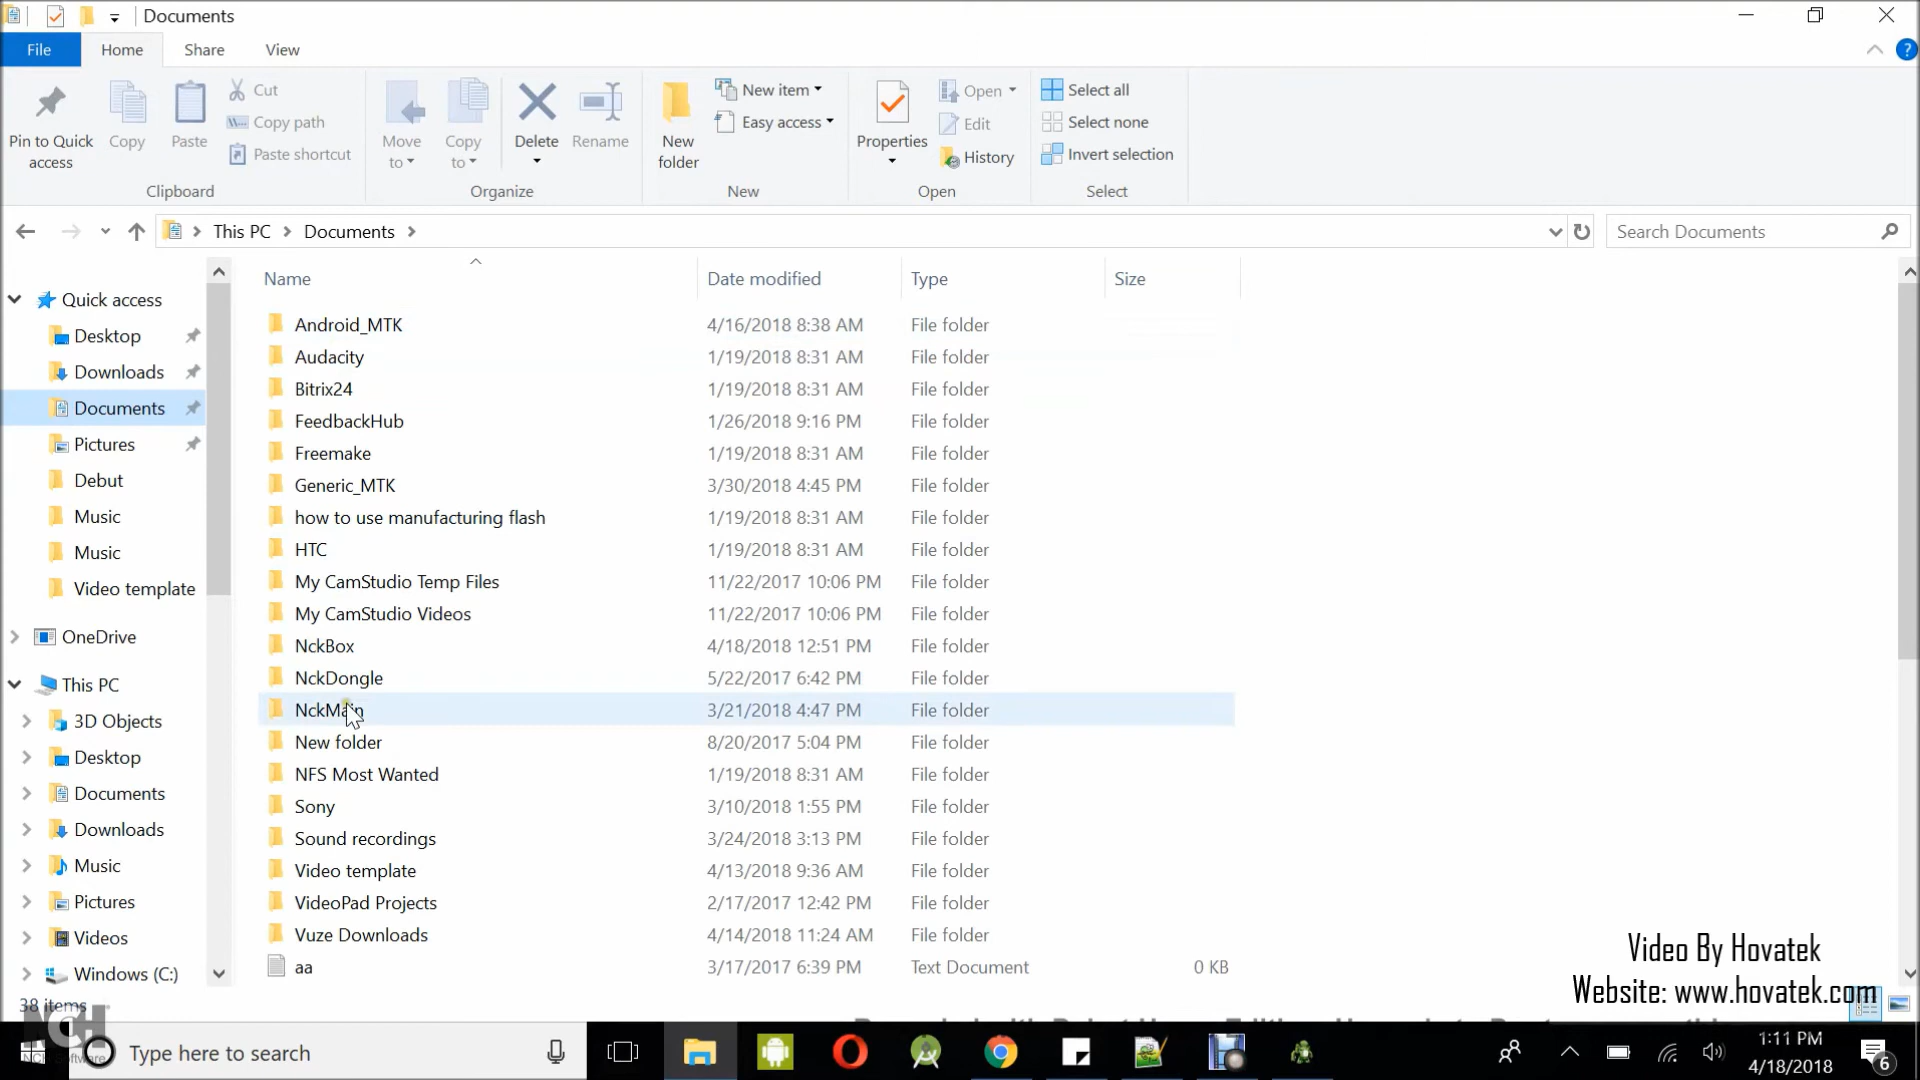 Documents
File Home Share View
Pin to Quick access
Copy
Paste
Cut
Copy path
Paste shortcut
Clipboard
Move to
Copy to
Delete
Rename
Organize
New folder
New item
Easy access
New
Properties
Open
Edit
History
Open
Select all
Select none
Invert selection
Select
This PC > Documents >
Search Documents
Quick access
Desktop
Downloads
Documents
Pictures
Debut
Music
Music
Video template
OneDrive
This PC
3D Objects
Desktop
Documents
Downloads
Music
Pictures
Videos
Windows (C:)
Name Date modified Type Size
Android_MTK 4/16/2018 8:38 AM File folder
Audacity 1/19/2018 8:31 AM File folder
Bitrix24 1/19/2018 8:31 AM File folder
FeedbackHub 1/26/2018 9:16 PM File folder
Freemake 1/19/2018 8:31 AM File folder
Generic_MTK 3/30/2018 4:45 PM File folder
how to use manufacturing flash 1/19/2018 8:31 AM File folder
HTC 1/19/2018 8:31 AM File folder
My CamStudio Temp Files 11/22/2017 10:06 PM File folder
My CamStudio Videos 11/22/2017 10:06 PM File folder
NckBox 4/18/2018 12:51 PM File folder
NckDongle 5/22/2017 6:42 PM File folder
NckMain 3/21/2018 4:47 PM File folder
New folder 8/20/2017 5:04 PM File folder
NFS Most Wanted 1/19/2018 8:31 AM File folder
Sony 3/10/2018 1:55 PM File folder
Sound recordings 3/24/2018 3:13 PM File folder
Video template 4/13/2018 9:36 AM File folder
VideoPad Projects 2/17/2017 12:42 PM File folder
Vuze Downloads 4/14/2018 11:24 AM File folder
aa 3/17/2017 6:39 PM Text Document 0 KB
Video By Hovatek
Website: www.hovatek.com
38 items
NCH
Type here to search
1:11 PM
4/18/2018
6